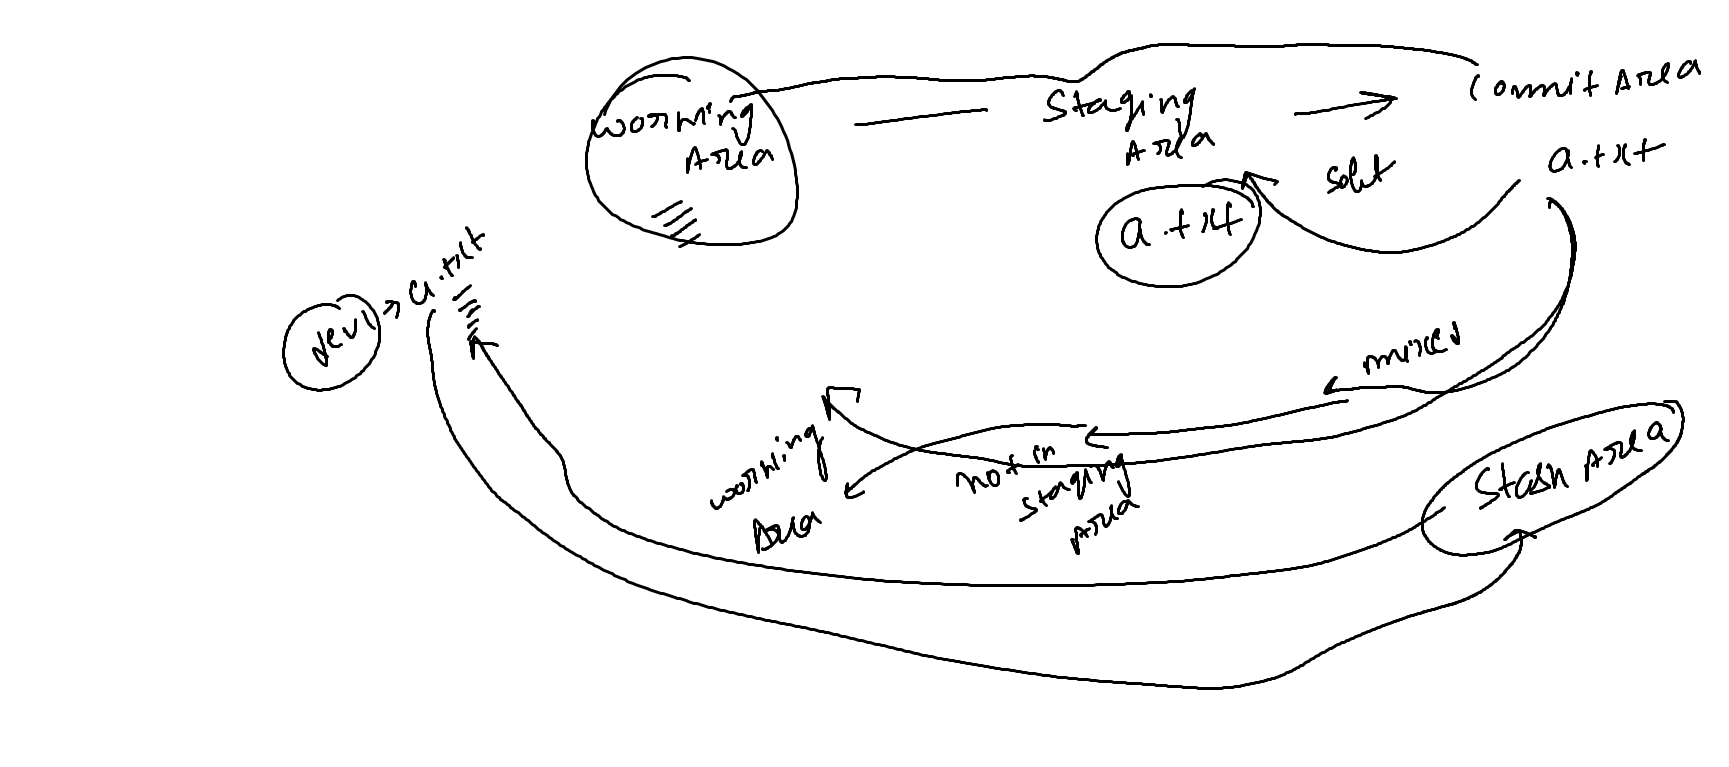 working
Area
Staging
Area
Commit Area
a.txt
soft
a.txt
a.txt
dev1
mixed
working
Area
not in
staging
Area
Stash Area